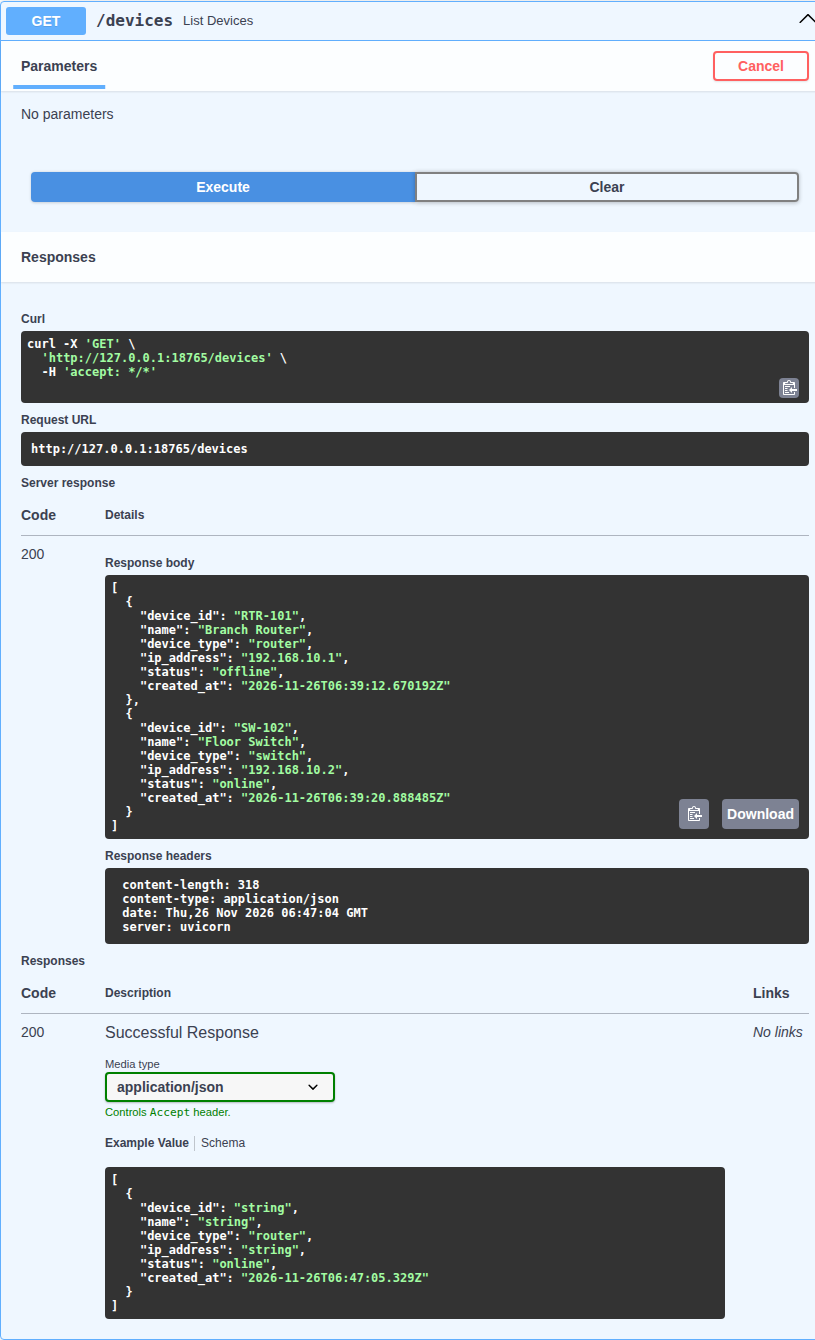 GET /devices List Devices
Parameters Cancel
No parameters
Execute Clear
Responses
Curl
curl -X 'GET' \
  'http://127.0.0.1:18765/devices' \
  -H 'accept: */*'
Request URL
http://127.0.0.1:18765/devices
Server response
Code Details
200
Response body
[
  {
    "device_id": "RTR-101",
    "name": "Branch Router",
    "device_type": "router",
    "ip_address": "192.168.10.1",
    "status": "offline",
    "created_at": "2026-11-26T06:39:12.670192Z"
  },
  {
    "device_id": "SW-102",
    "name": "Floor Switch",
    "device_type": "switch",
    "ip_address": "192.168.10.2",
    "status": "online",
    "created_at": "2026-11-26T06:39:20.888485Z"
  }
]
Download
Response headers
content-length: 318
content-type: application/json
date: Thu,26 Nov 2026 06:47:04 GMT
server: uvicorn
Responses
Code Description Links
200 Successful Response No links
Media type
application/json
Controls Accept header.
Example Value Schema
[
  {
    "device_id": "string",
    "name": "string",
    "device_type": "router",
    "ip_address": "string",
    "status": "online",
    "created_at": "2026-11-26T06:47:05.329Z"
  }
]